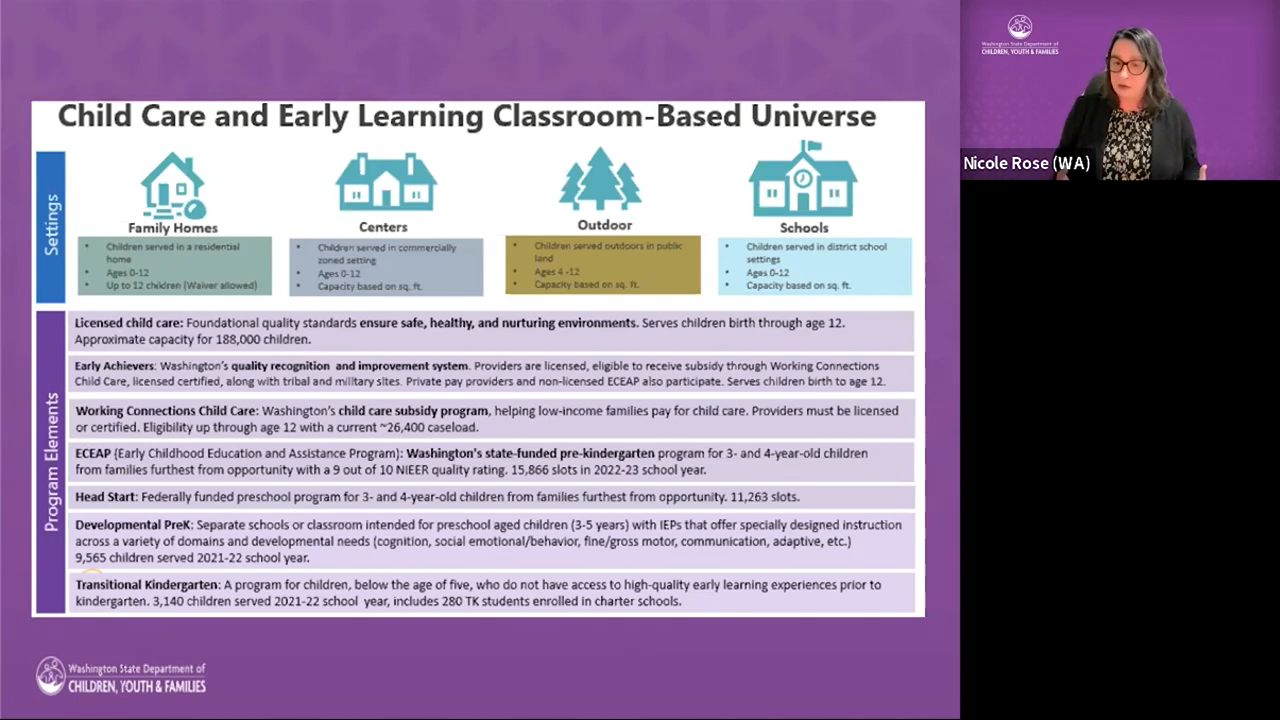 Child Care and Early Learning Classroom-Based Universe
Settings
Family Homes
Children served in a residential
home
Ages 0-12
Up to 12 children (Waiver allowed)
Centers
Children served in commercially
zoned setting
Ages 0-12
Capacity based on sq. ft.
Outdoor
Children served outdoors in public
land
Ages 4 -12
Capacity based on sq. ft.
Schools
Children served in district school
settings
Ages 0-12
Capacity based on sq. ft.
Program Elements
Licensed child care: Foundational quality standards ensure safe, healthy, and nurturing environments. Serves children birth through age 12.
Approximate capacity for 188,000 children.
Early Achievers: Washington's quality recognition and improvement system. Providers are licensed, eligible to receive subsidy through Working Connections
Child Care, licensed certified, along with tribal and military sites. Private pay providers and non-licensed ECEAP also participate. Serves children birth to age 12.
Working Connections Child Care: Washington's child care subsidy program, helping low-income families pay for child care. Providers must be licensed
or certified. Eligibility up through age 12 with a current ~26,400 caseload.
ECEAP (Early Childhood Education and Assistance Program): Washington's state-funded pre-kindergarten program for 3- and 4-year-old children
from families furthest from opportunity with a 9 out of 10 NIEER quality rating. 15,866 slots in 2022-23 school year.
Head Start: Federally funded preschool program for 3- and 4-year-old children from families furthest from opportunity. 11,263 slots.
Developmental PreK: Separate schools or classroom intended for preschool aged children (3-5 years) with IEPs that offer specially designed instruction
across a variety of domains and developmental needs (cognition, social emotional/behavior, fine/gross motor, communication, adaptive, etc.)
9,565 children served 2021-22 school year.
Transitional Kindergarten: A program for children, below the age of five, who do not have access to high-quality early learning experiences prior to
kindergarten. 3,140 children served 2021-22 school year, includes 280 TK students enrolled in charter schools.
Washington State Department of
CHILDREN, YOUTH & FAMILIES
Washington State Department of
CHILDREN, YOUTH & FAMILIES
Nicole Rose (WA)